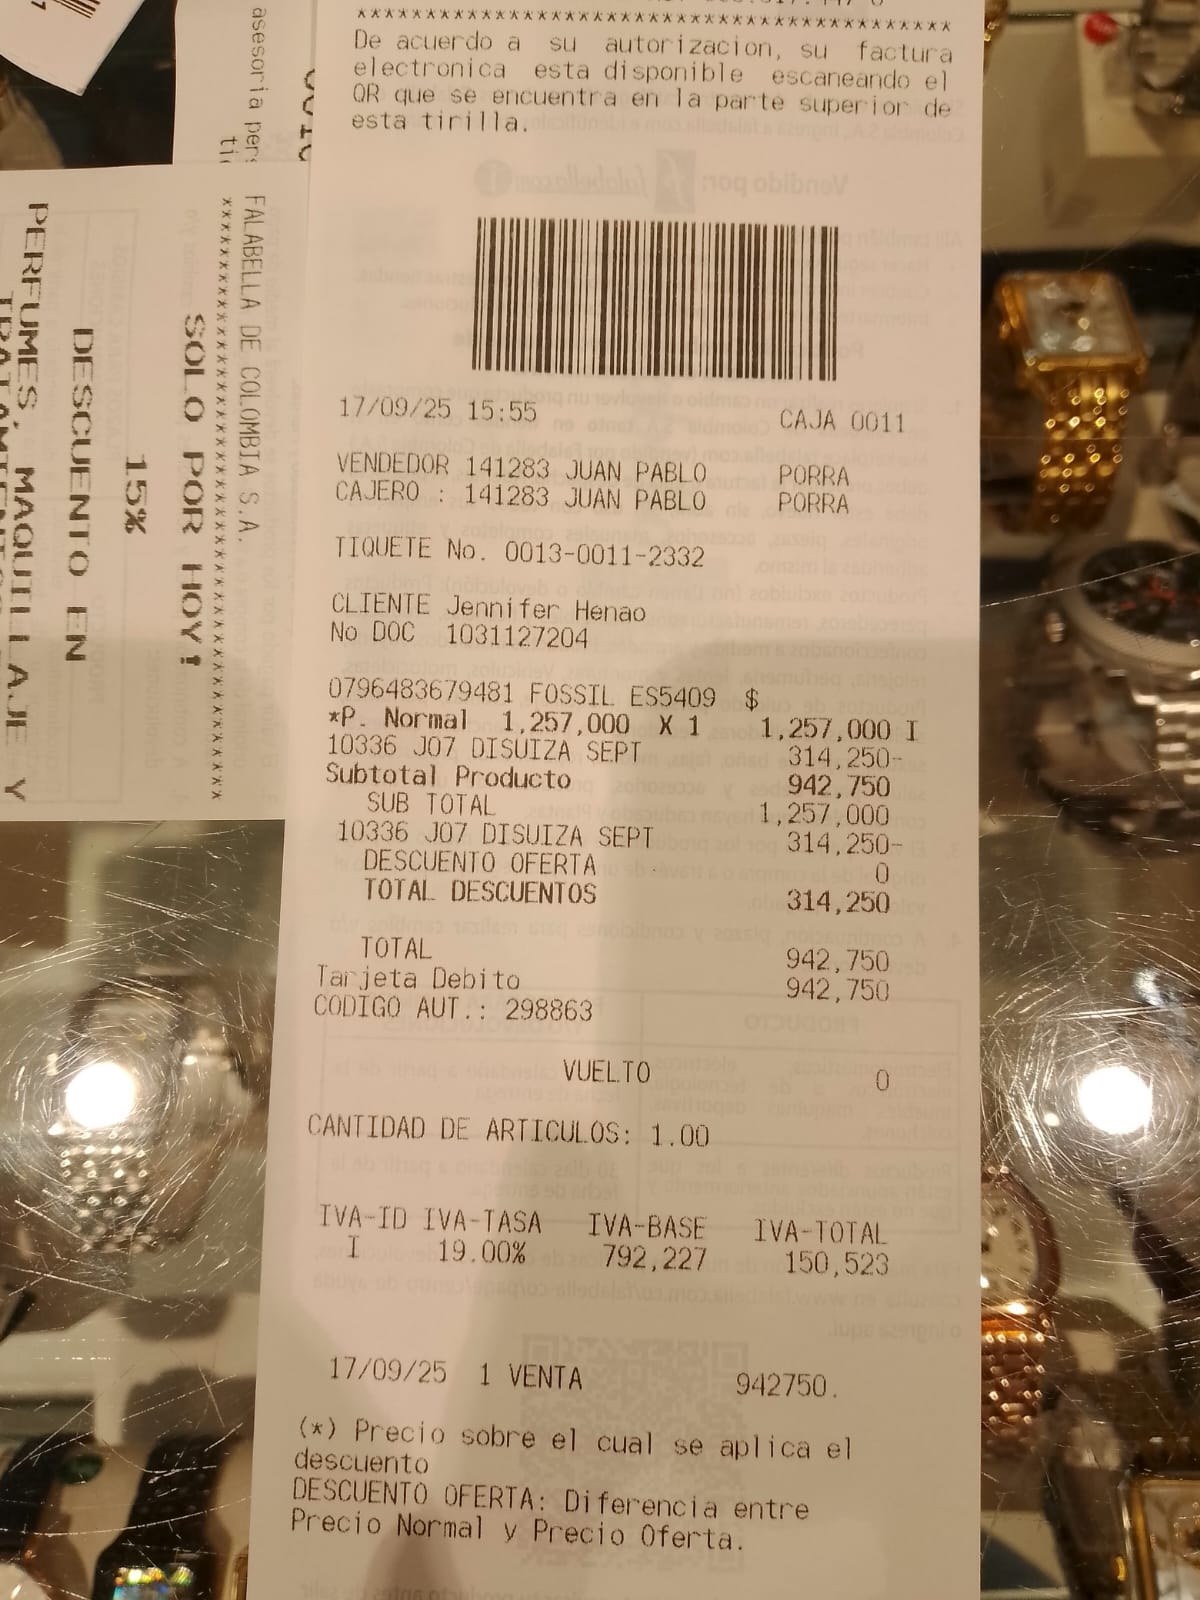 De acuerdo a su autorizacion, su factura
electronica esta disponible escaneando el
QR que se encuentra en la parte superior de
esta tirilla.
17/09/25 15:55 CAJA 0011
VENDEDOR 141283 JUAN PABLO PORRA
CAJERO : 141283 JUAN PABLO PORRA
TIQUETE No. 0013-0011-2332
CLIENTE Jennifer Henao
No DOC 1031127204
0796483679481 FOSSIL ES5409 $
*P. Normal 1,257,000 X 1 1,257,000 I
10336 J07 DISUIZA SEPT 314,250-
Subtotal Producto 942,750
SUB TOTAL 1,257,000
10336 J07 DISUIZA SEPT 314,250-
DESCUENTO OFERTA 0
TOTAL DESCUENTOS 314,250
TOTAL 942,750
Tarjeta Debito 942,750
CODIGO AUT.: 298863
VUELTO 0
CANTIDAD DE ARTICULOS: 1.00
IVA-ID IVA-TASA IVA-BASE IVA-TOTAL
I 19.00% 792,227 150,523
17/09/25 1 VENTA 942750.
(*) Precio sobre el cual se aplica el
descuento
DESCUENTO OFERTA: Diferencia entre
Precio Normal y Precio Oferta.
asesoria
FALABELLA DE COLOMBIA S.A.
SOLO POR HOY!
15%
DESCUENTO EN
PERFUMES, MAQUILLAJE Y